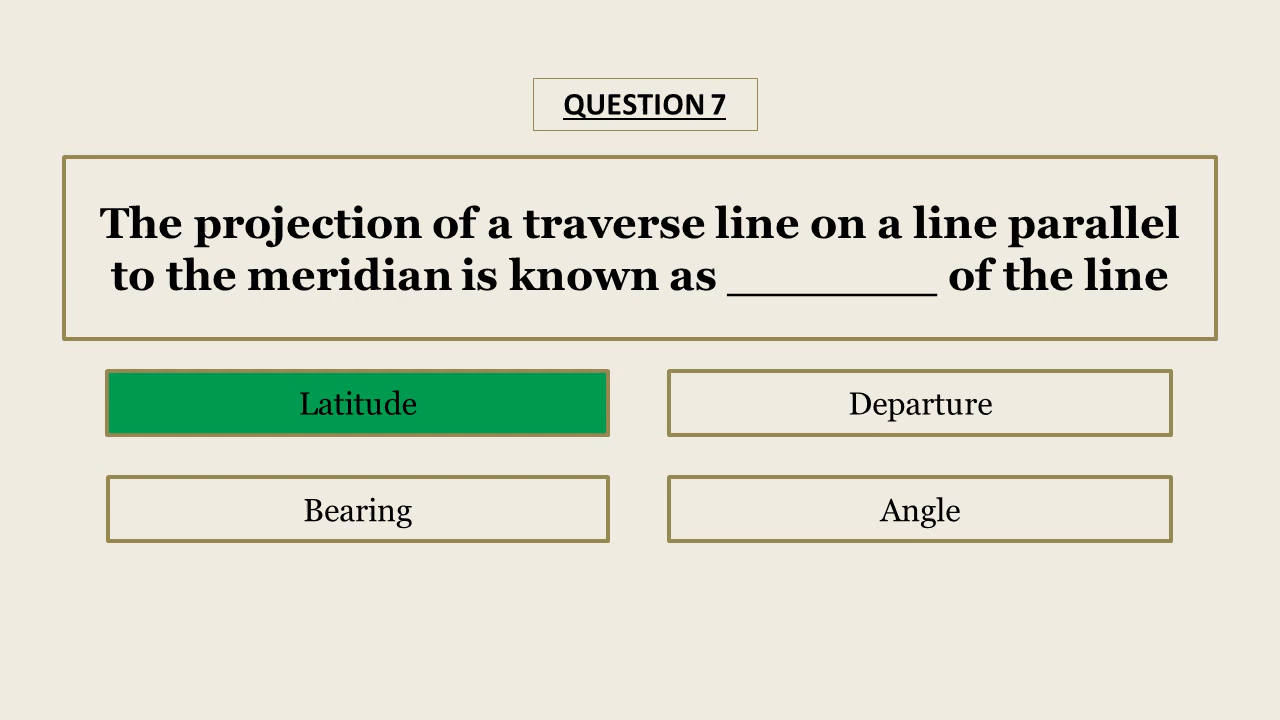 QUESTION 7
The projection of a traverse line on a line parallel
to the meridian is known as ________ of the line
Latitude
Departure
Bearing
Angle